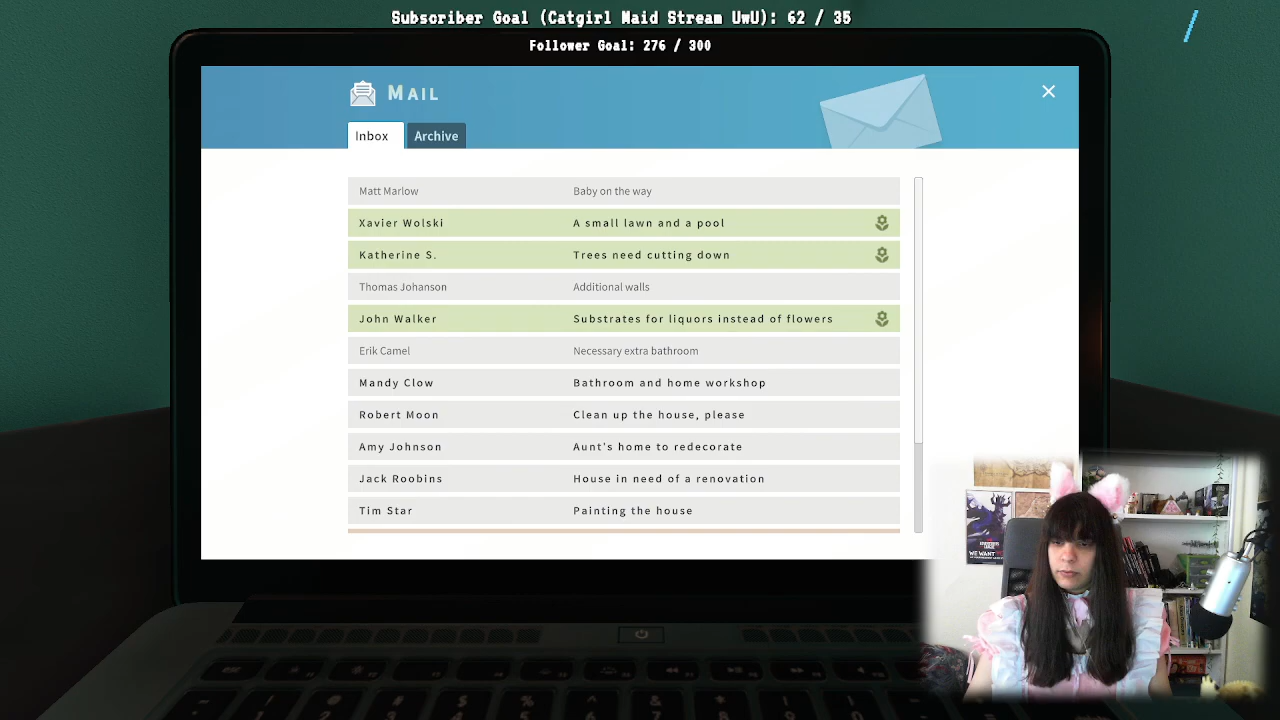 Subscriber Goal (Catgirl Maid Stream UwU): 62 / 35
Follower Goal: 276 / 300
MAIL
Inbox
Archive
Matt Marlow Baby on the way
Xavier Wolski A small lawn and a pool
Katherine S. Trees need cutting down
Thomas Johanson Additional walls
John Walker Substrates for liquors instead of flowers
Erik Camel Necessary extra bathroom
Mandy Clow Bathroom and home workshop
Robert Moon Clean up the house, please
Amy Johnson Aunt's home to redecorate
Jack Roobins House in need of a renovation
Tim Star Painting the house
WE WANT